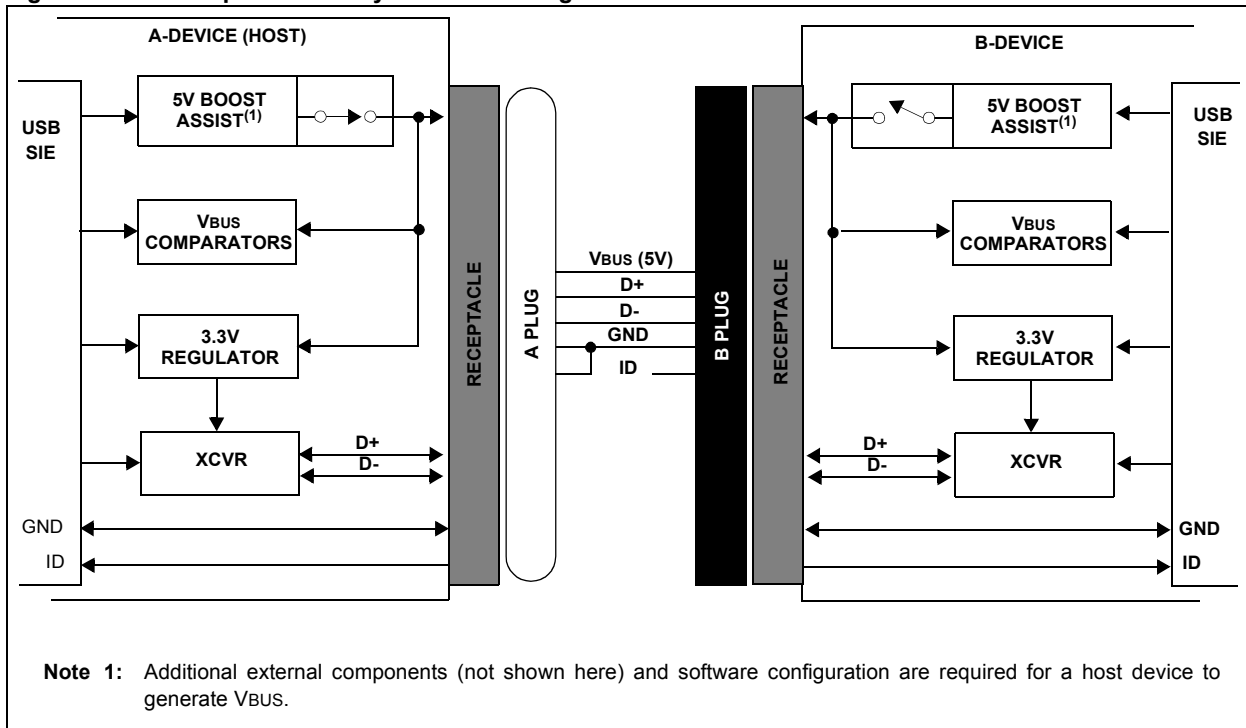 A-DEVICE (HOST)
USB
SIE
5V BOOST
ASSIST(1)
VBUS
COMPARATORS
3.3V
REGULATOR
XCVR
D+
D-
GND
ID
RECEPTACLE
A PLUG
VBUS (5V)
D+
D-
GND
ID
B PLUG
RECEPTACLE
B-DEVICE
5V BOOST
ASSIST(1)
USB
SIE
VBUS
COMPARATORS
3.3V
REGULATOR
D+
D-
XCVR
GND
ID
Note 1: Additional external components (not shown here) and software configuration are required for a host device to
generate VBUS.